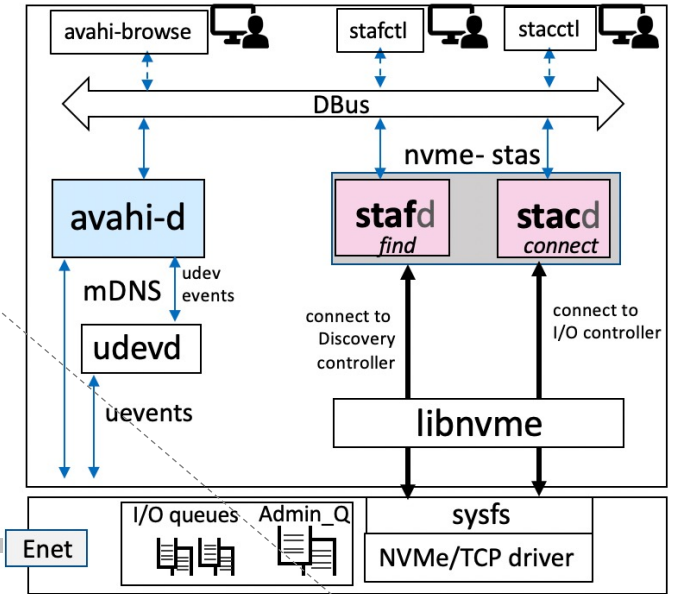 avahi-browse
stafctl
stacctl
DBus
nvme- stas
avahi-d
stafd
find
stacd
connect
mDNS
udev
events
udevd
uevents
connect to
Discovery
controller
connect to
I/O controller
libnvme
I/O queues
Admin_Q
sysfs
Enet
NVMe/TCP driver